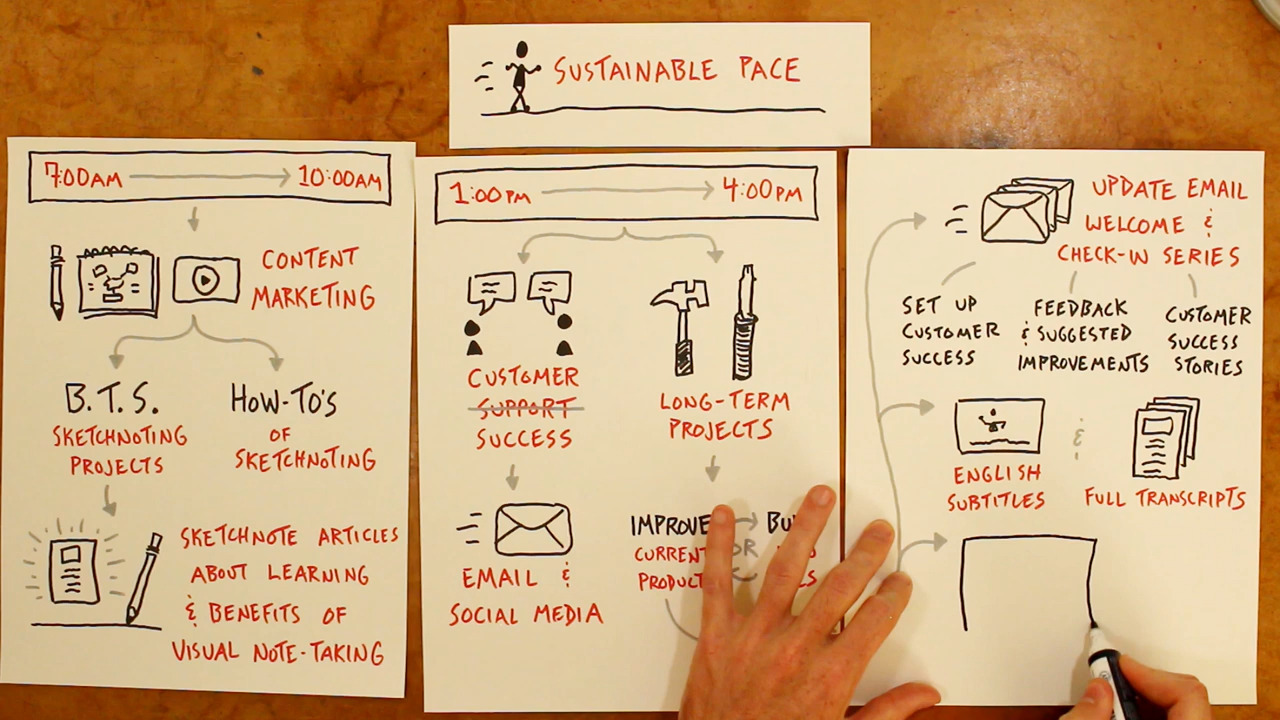 SUSTAINABLE PACE
7:00AM 10:00AM
CONTENT
MARKETING
B.T.S.
SKETCHNOTING
PROJECTS
HOW-TO'S
OF
SKETCHNOTING
SKETCHNOTE ARTICLES
ABOUT LEARNING
& BENEFITS OF
VISUAL NOTE-TAKING
1:00PM 4:00PM
CUSTOMER
SUPPORT
SUCCESS
EMAIL &
SOCIAL MEDIA
LONG-TERM
PROJECTS
IMPROVE
CURRENT OR
UPDATE EMAIL
WELCOME &
CHECK-IN SERIES
SET UP
CUSTOMER
SUCCESS
FEEDBACK
& SUGGESTED
IMPROVEMENTS
CUSTOMER
SUCCESS
STORIES
ENGLISH
SUBTITLES
&
FULL TRANSCRIPTS